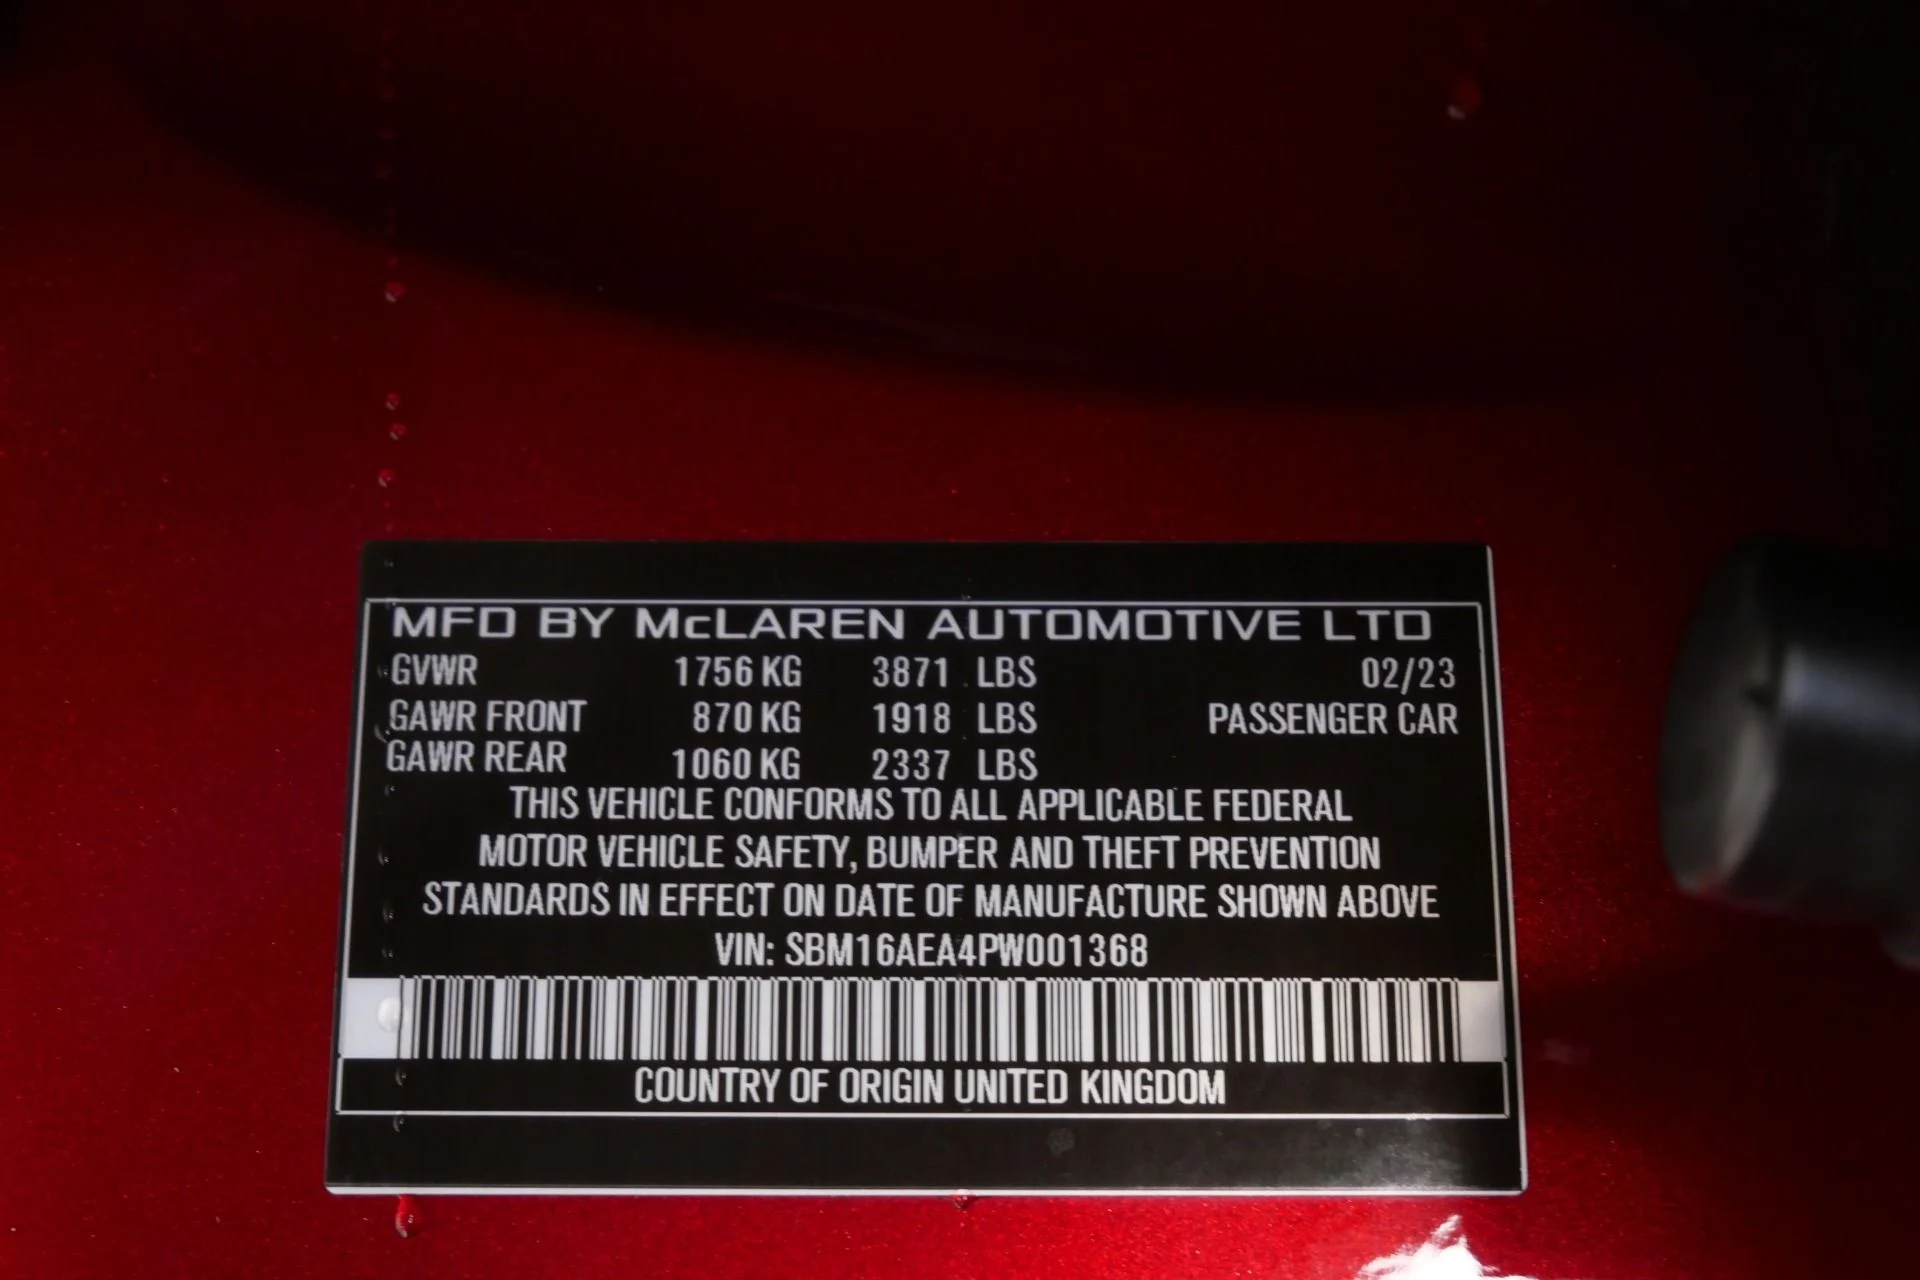 MFD BY McLAREN AUTOMOTIVE LTD
GVWR 1756 KG 3871 LBS 02/23
GAWR FRONT 870 KG 1918 LBS PASSENGER CAR
GAWR REAR 1060 KG 2337 LBS
THIS VEHICLE CONFORMS TO ALL APPLICABLE FEDERAL
MOTOR VEHICLE SAFETY, BUMPER AND THEFT PREVENTION
STANDARDS IN EFFECT ON DATE OF MANUFACTURE SHOWN ABOVE
VIN: SBM16AEA4PW001368
COUNTRY OF ORIGIN UNITED KINGDOM